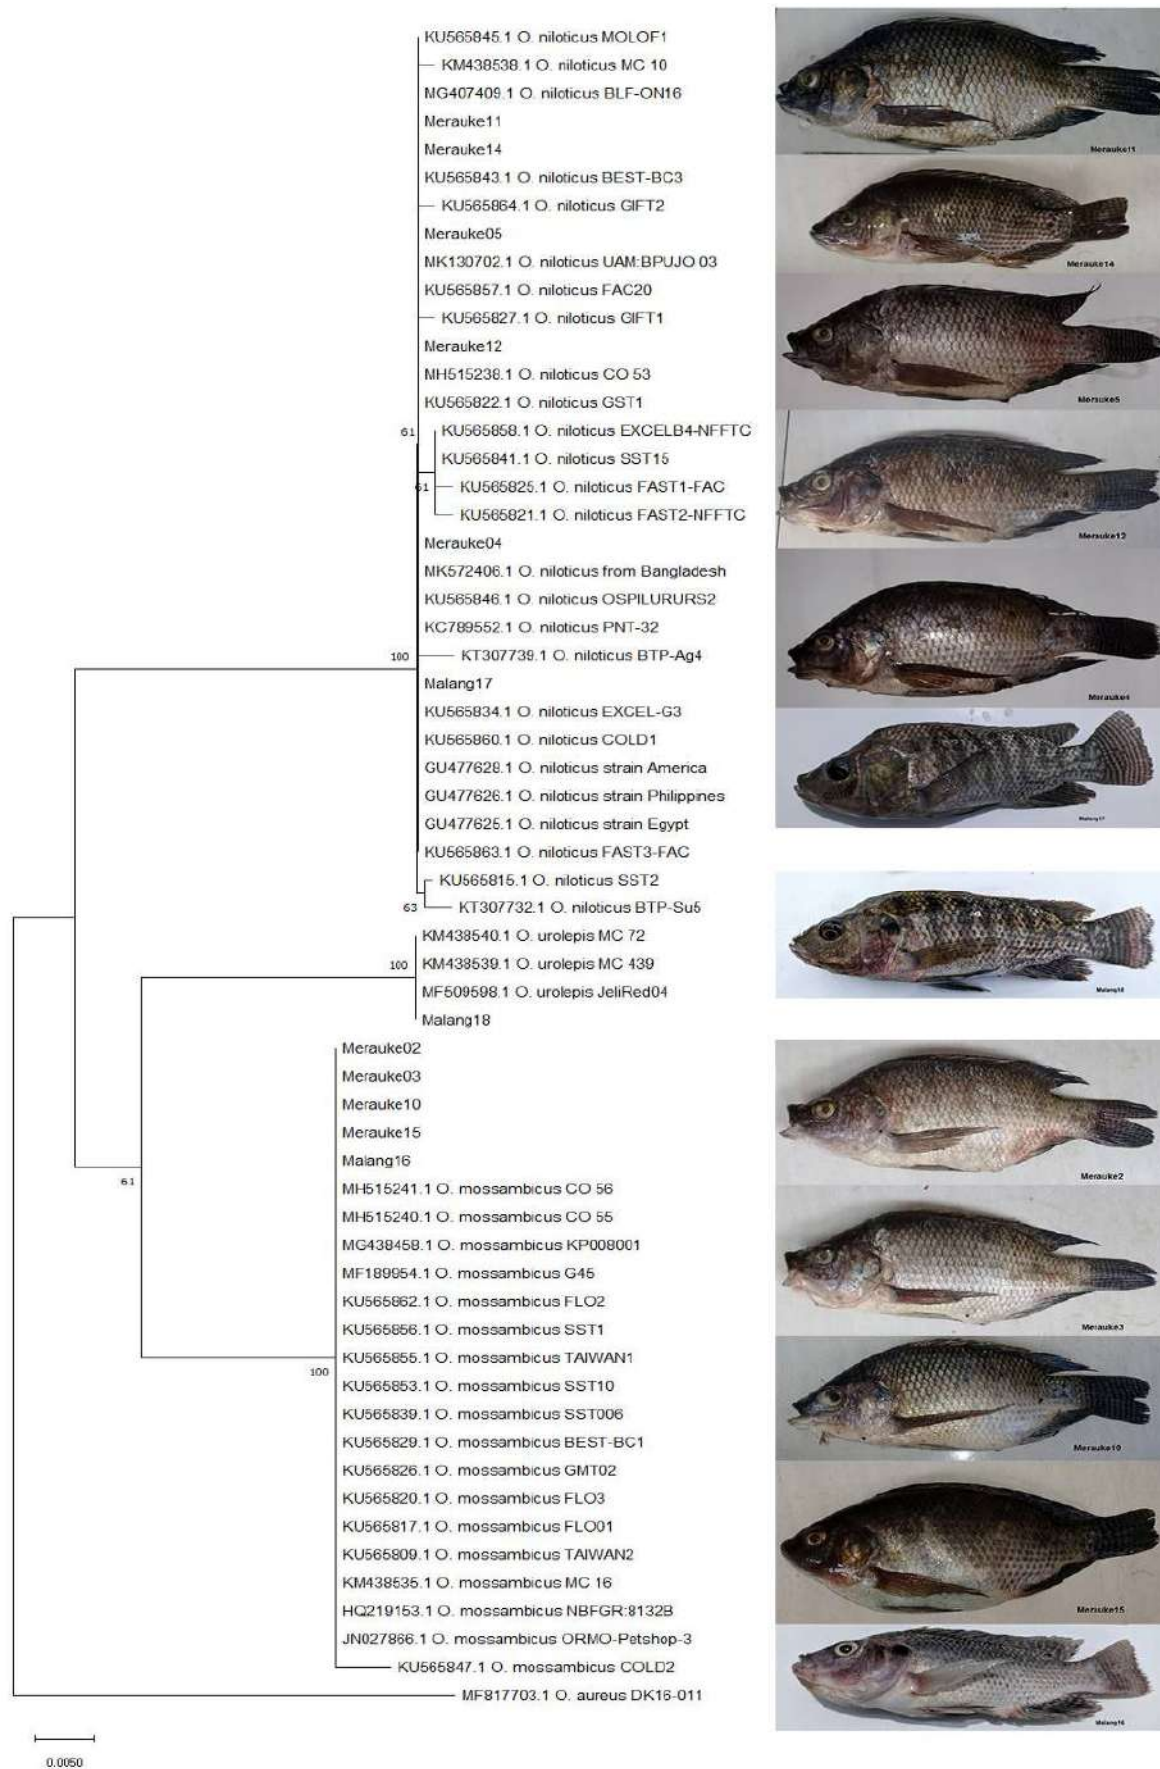 KU565845.1 O. niloticus MOLOF1
KM438538.1 O. niloticus MC 10
MG407409.1 O. niloticus BLF-ON16
Merauke11
Merauke14
KU565843.1 O. niloticus BEST-BC3
KU565864.1 O. niloticus GIFT2
Merauke05
MK130702.1 O. niloticus UAM:BPUJO 03
KU565857.1 O. niloticus FAC20
KU565827.1 O. niloticus GIFT1
Merauke12
MH515238.1 O. niloticus CO 53
KU565822.1 O. niloticus GST1
61
KU565858.1 O. niloticus EXCELB4-NFFTC
KU565841.1 O. niloticus SST15
61
KU565825.1 O. niloticus FAST1-FAC
KU565821.1 O. niloticus FAST2-NFFTC
Merauke04
MK572406.1 O. niloticus from Bangladesh
KU565846.1 O. niloticus OSPILURURS2
KC789552.1 O. niloticus PNT-32
100
KT307739.1 O. niloticus BTP-Ag4
Malang17
KU565834.1 O. niloticus EXCEL-G3
KU565860.1 O. niloticus COLD1
GU477628.1 O. niloticus strain America
GU477626.1 O. niloticus strain Philippines
GU477625.1 O. niloticus strain Egypt
KU565863.1 O. niloticus FAST3-FAC
KU565815.1 O. niloticus SST2
63
KT307732.1 O. niloticus BTP-Su5
KM438540.1 O. urolepis MC 72
100
KM438539.1 O. urolepis MC 439
MF509598.1 O. urolepis JeliRed04
Malang18
Merauke02
Merauke03
Merauke10
Merauke15
Malang16
61
MH515241.1 O. mossambicus CO 56
MH515240.1 O. mossambicus CO 55
MG438458.1 O. mossambicus KP008001
MF189954.1 O. mossambicus G45
KU565862.1 O. mossambicus FLO2
KU565856.1 O. mossambicus SST1
KU565855.1 O. mossambicus TAIWAN1
100
KU565853.1 O. mossambicus SST10
KU565839.1 O. mossambicus SST006
KU565829.1 O. mossambicus BEST-BC1
KU565826.1 O. mossambicus GMT02
KU565820.1 O. mossambicus FLO3
KU565817.1 O. mossambicus FLO01
KU565809.1 O. mossambicus TAIWAN2
KM438535.1 O. mossambicus MC 16
HQ219153.1 O. mossambicus NBFGR:8132B
JN027866.1 O. mossambicus ORMO-Petshop-3
KU565847.1 O. mossambicus COLD2
MF817703.1 O. aureus DK16-011
0.0050
Merauke11
Merauke14
Merauke5
Merauke12
Merauke4
Malang17
Malang18
Merauke2
Merauke3
Merauke10
Merauke15
Malang16